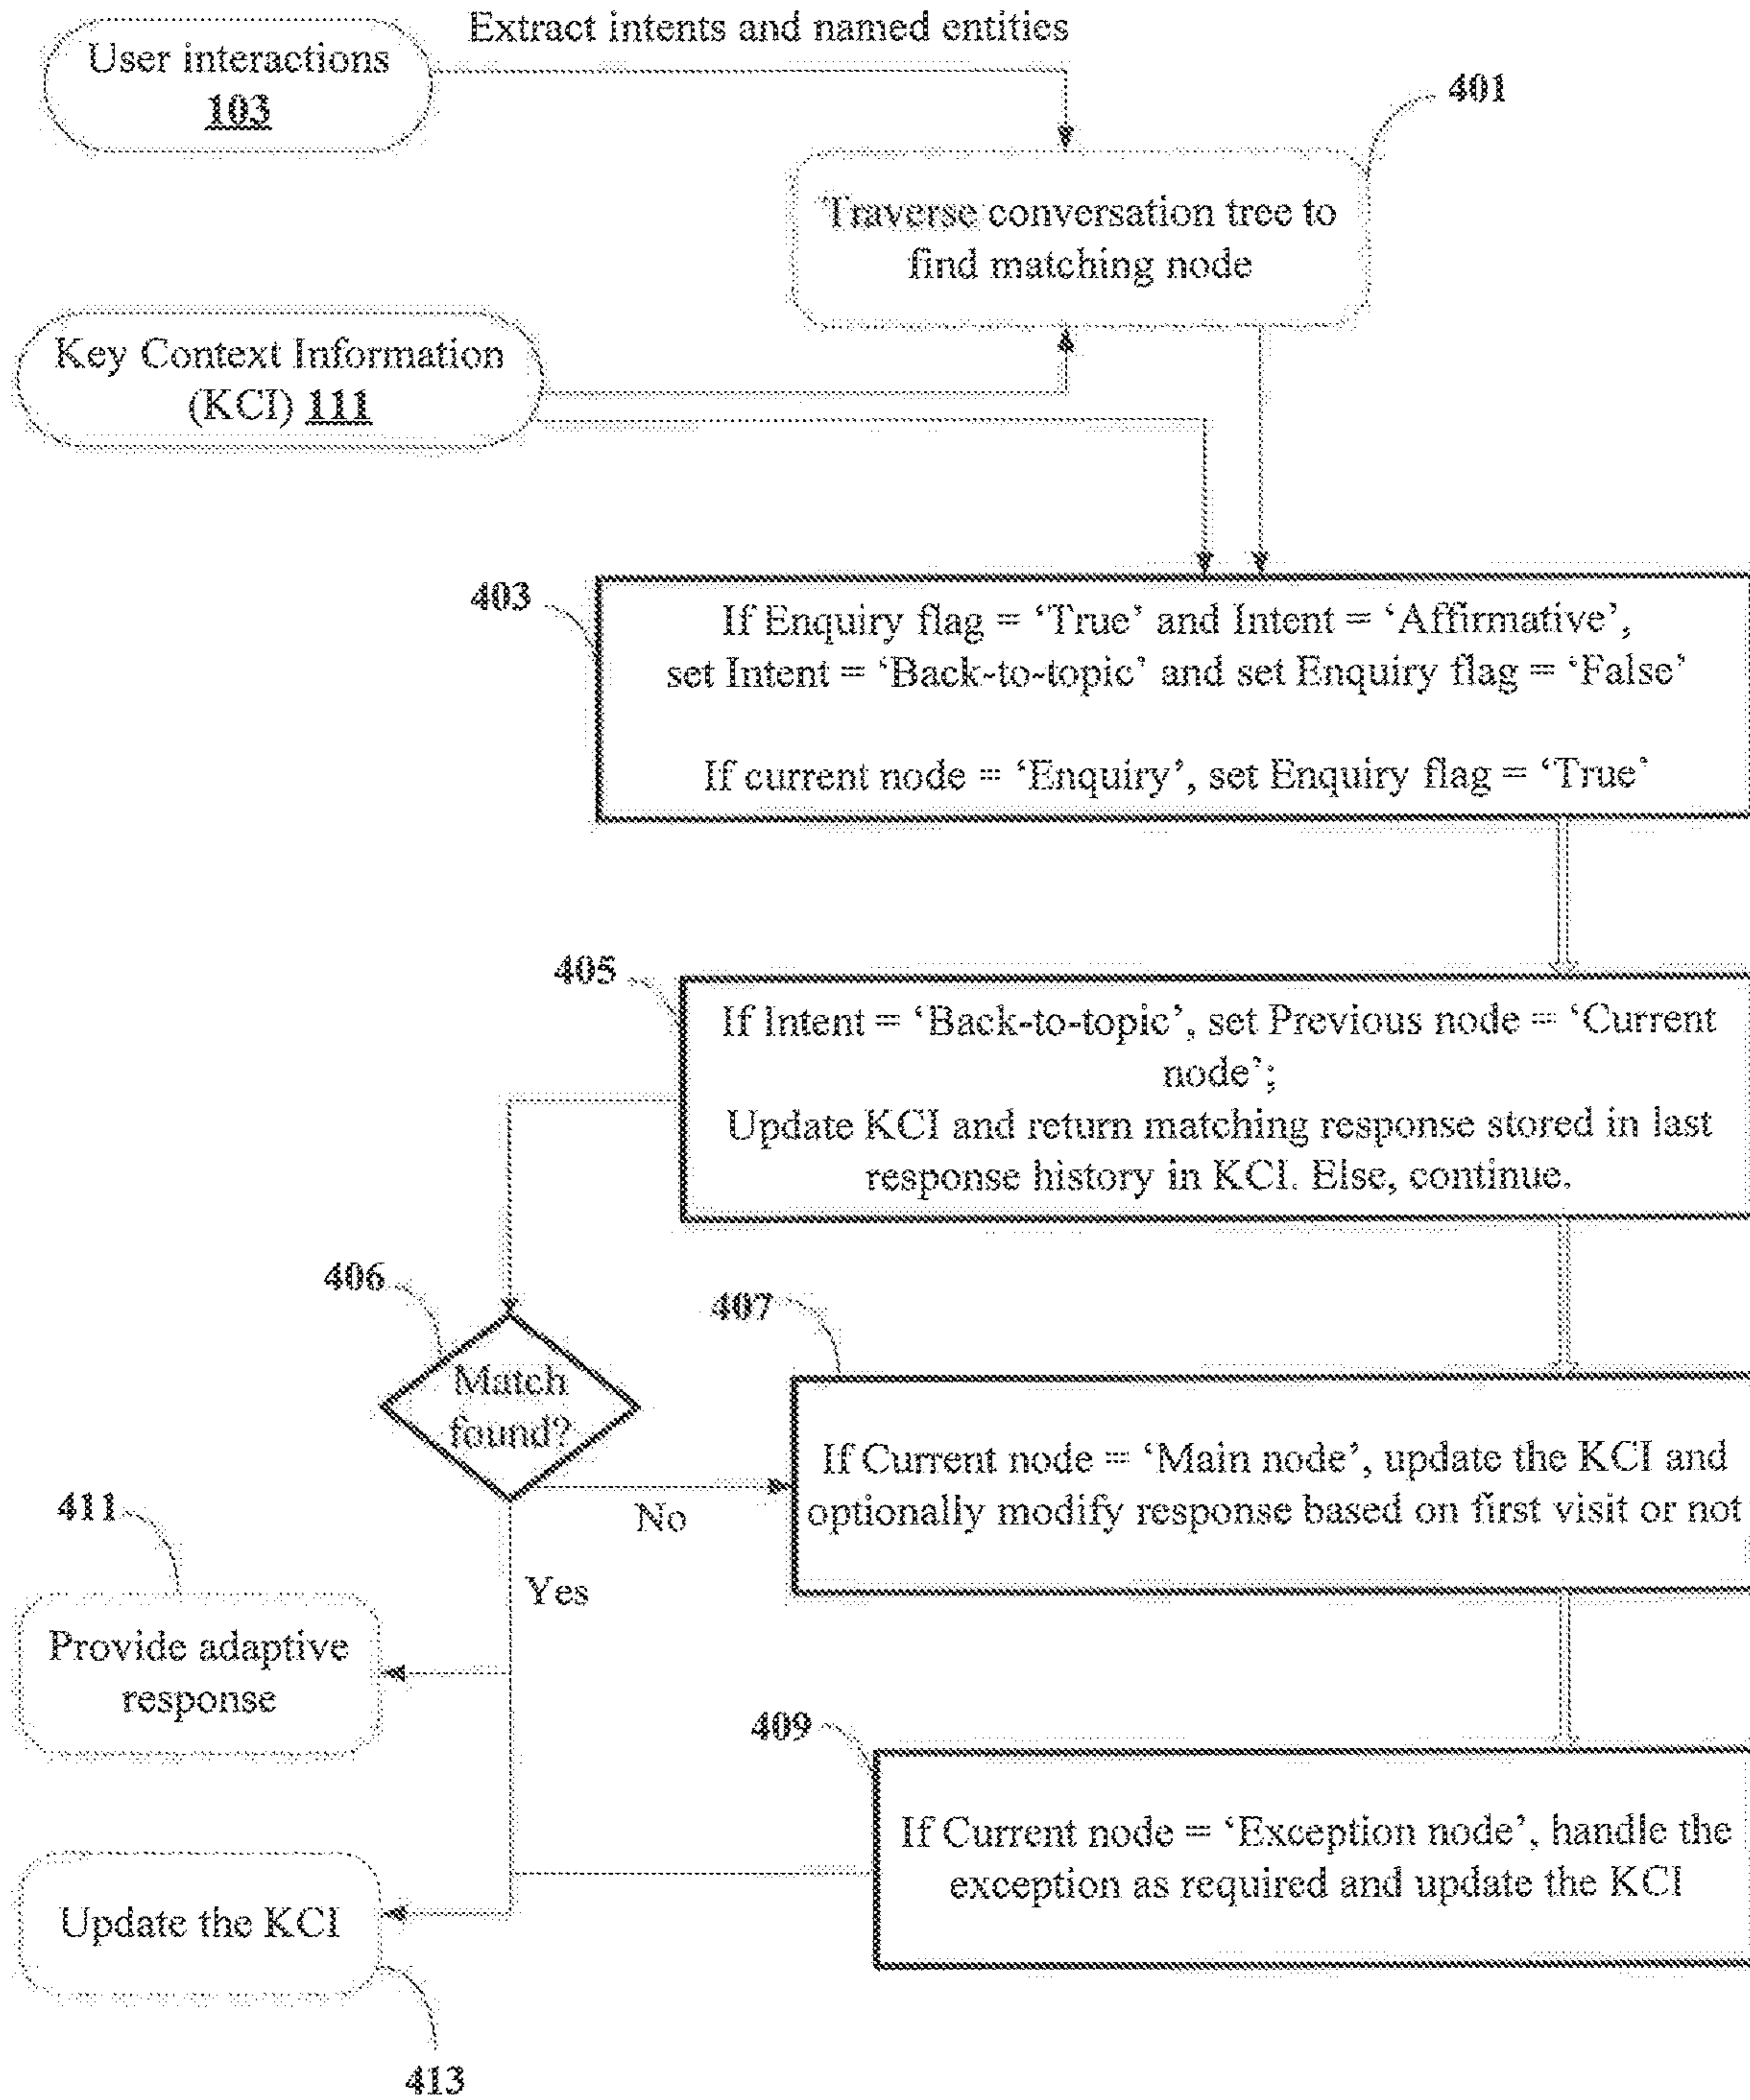 Extract intents and named entities
User interactions
103
401
Traverse conversation tree to
find matching node
Key Context Information
(KCI) 111
403
If Enquiry flag = ‘True’ and Intent = ‘Affirmative’,
set Intent = ‘Back-to-topic’ and set Enquiry flag = ‘False’
If current node = ‘Enquiry’, set Enquiry flag = ‘True’
405
If Intent = ‘Back-to-topic’, set Previous node = ‘Current
node’;
Update KCI and return matching response stored in last
response history in KCI. Else, continue.
406
Match
found?
407
If Current node = ‘Main node’, update the KCI and
optionally modify response based on first visit or not
No
Yes
411
Provide adaptive
response
409
If Current node = ‘Exception node’, handle the
exception as required and update the KCI
Update the KCI
413